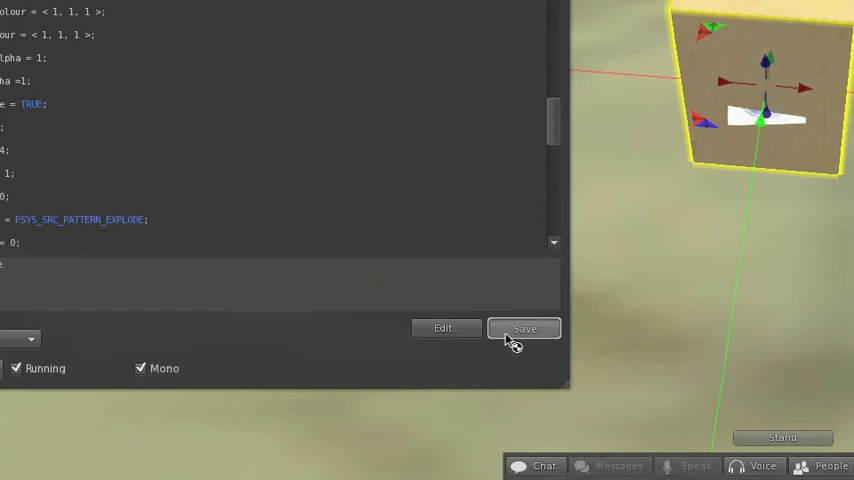 olour = < 1, 1, 1 >;
our = < 1, 1, 1 >;
lpha = 1;
ha =1;
e = TRUE;
;
4;
1;
0;
= PSYS_SRC_PATTERN_EXPLODE;
= 0;
e.
Edit... Save
Running Mono
Stand
Chat Messages Speak Voice People